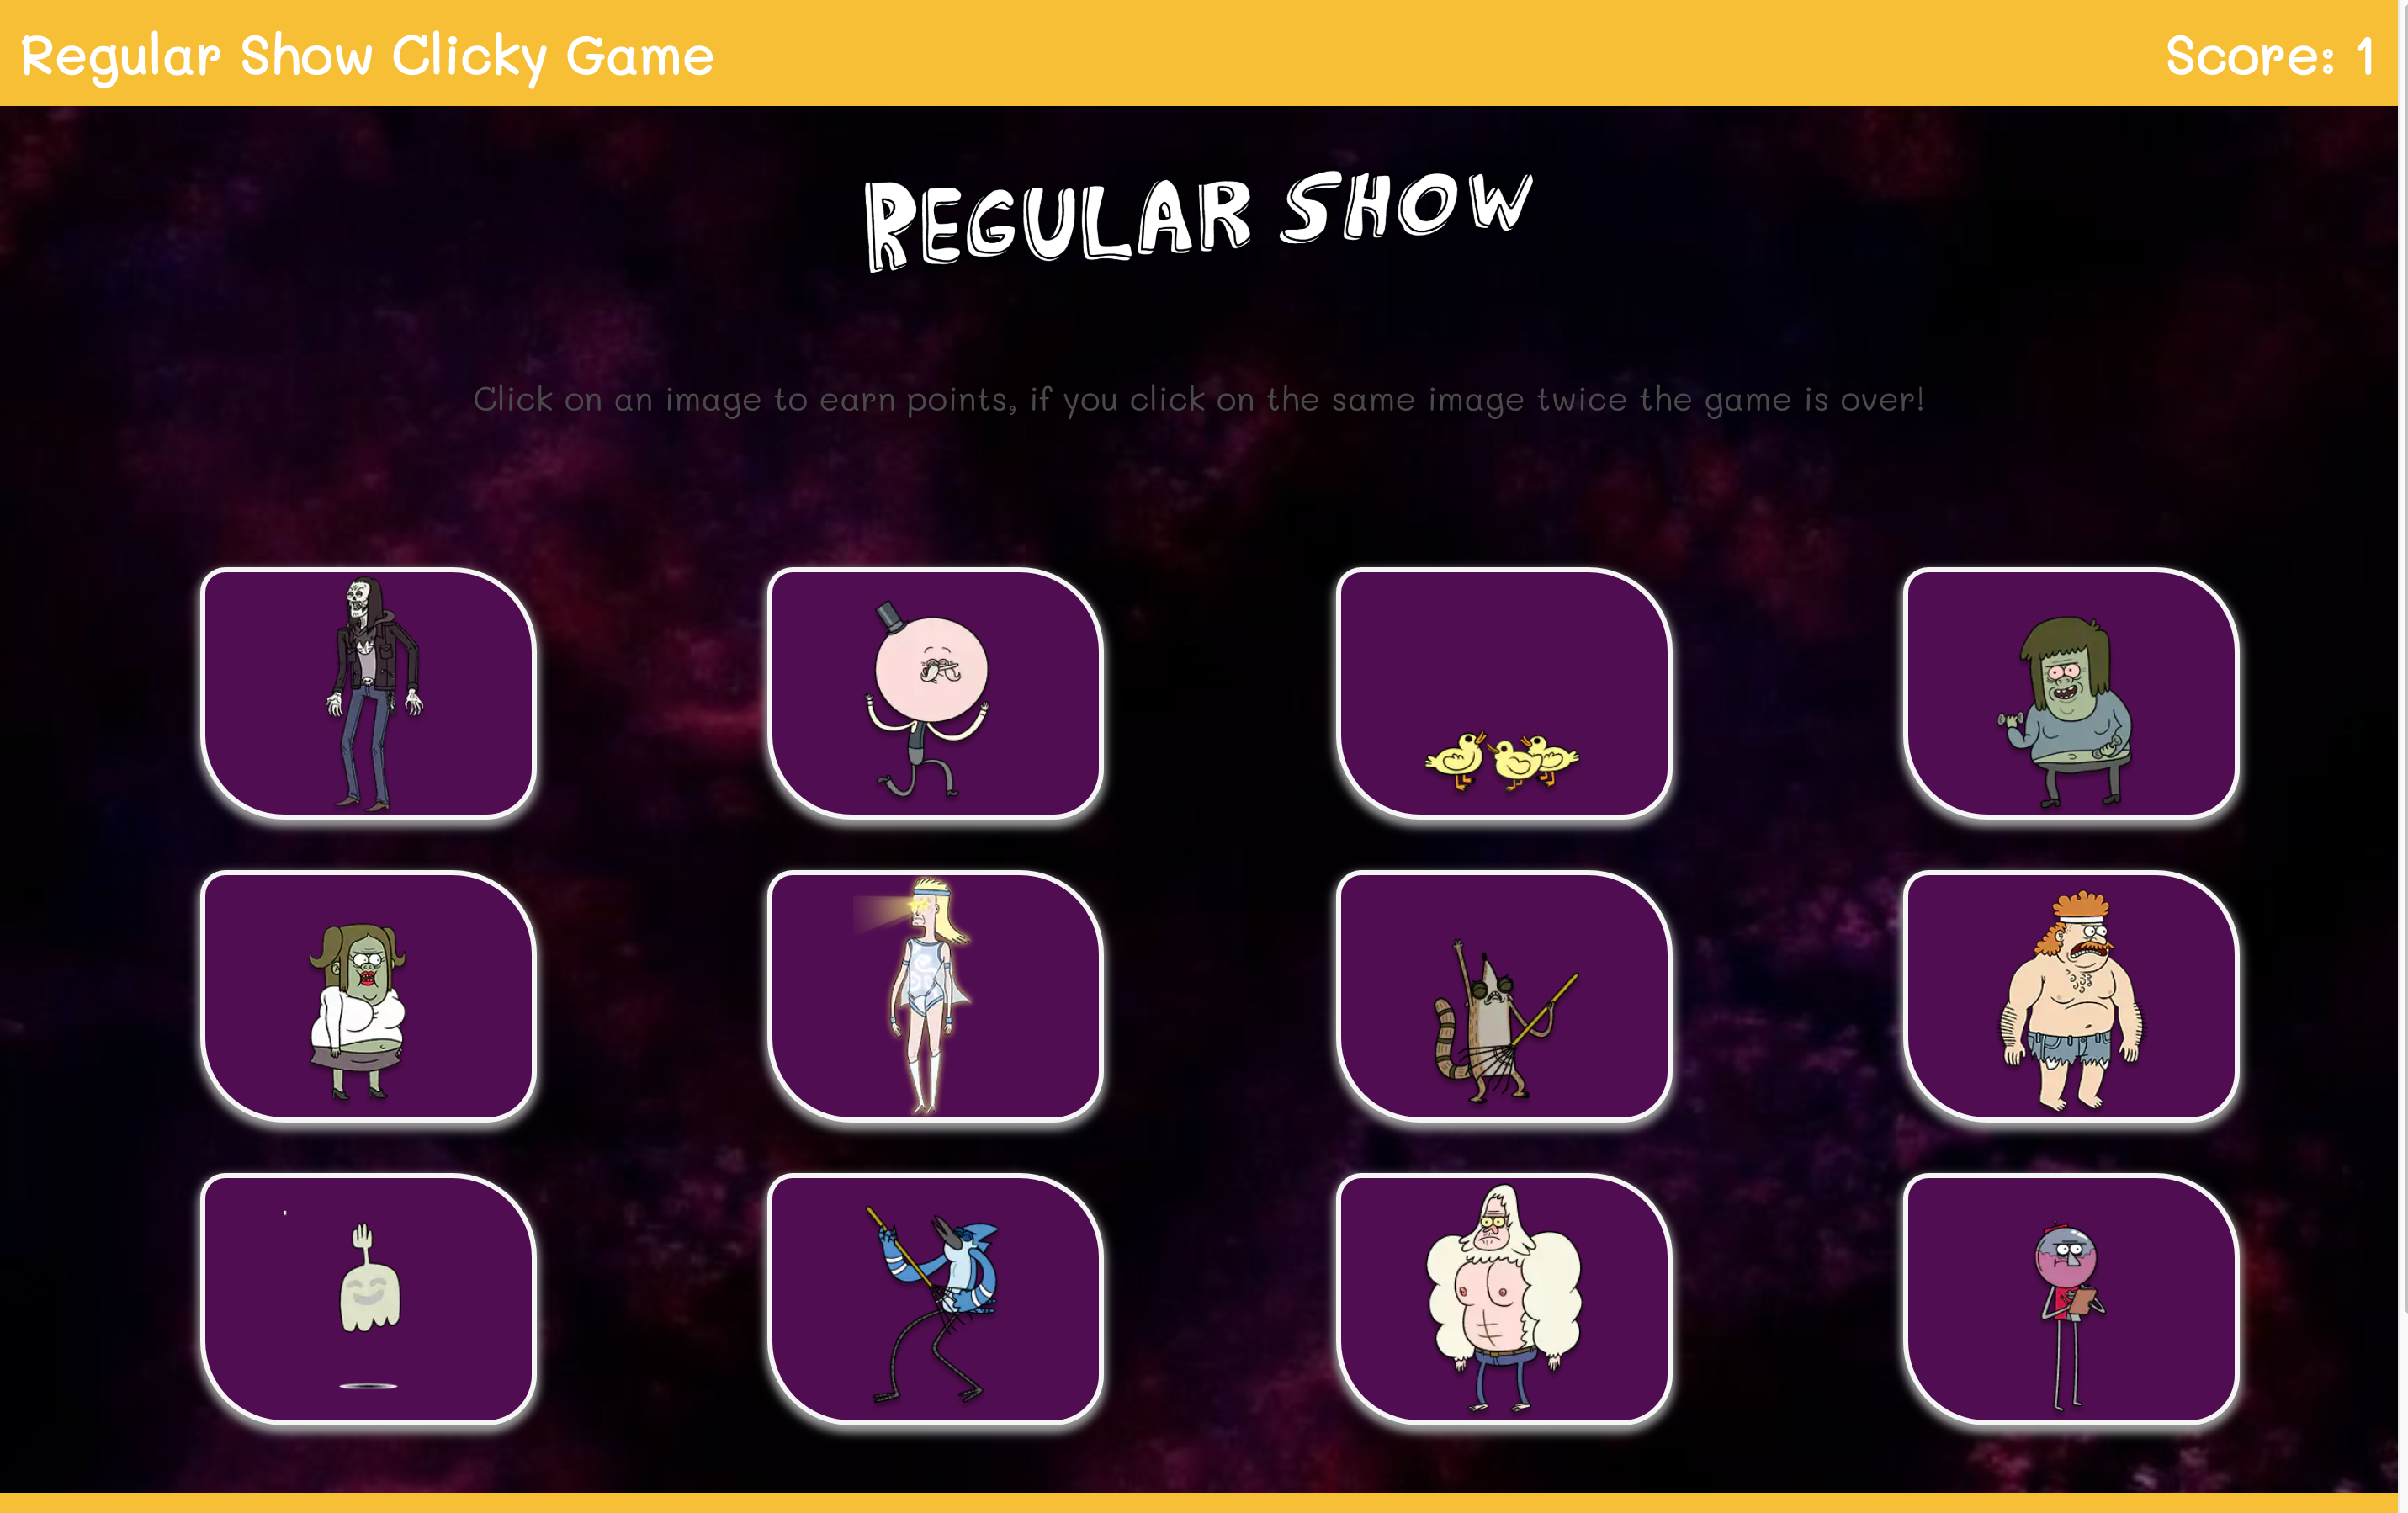 Regular Show Clicky Game
Score: 1
REGULAR SHOW
Click on an image to earn points, if you click on the same image twice the game is over!